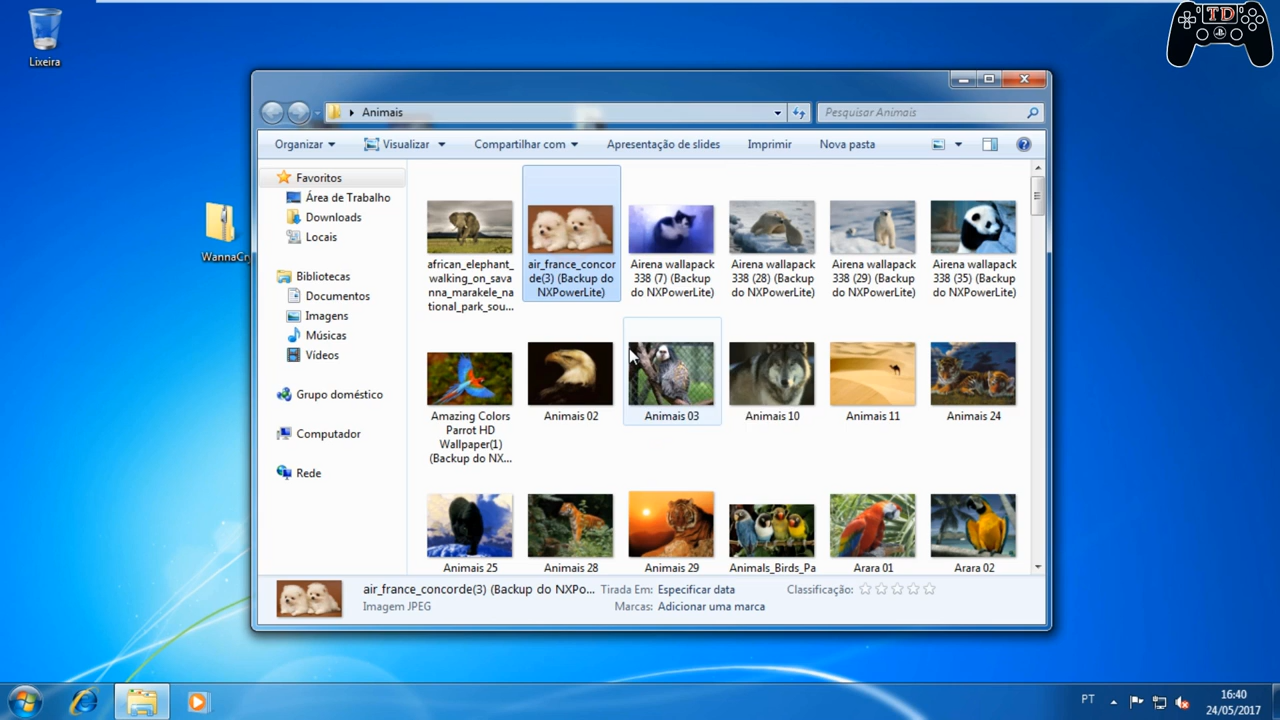 TD
Lixeira
Animais
Pesquisar Animais
Organizar
Visualizar
Compartilhar com
Apresentação de slides
Imprimir
Nova pasta
Favoritos
Área de Trabalho
Downloads
Locais
Bibliotecas
Documentos
Imagens
Músicas
Vídeos
Grupo doméstico
Computador
Rede
WannaCry
african_elephant_
walking_on_sava
nna_marakele_na
tional_park_sou...
air_france_concor
de(3) (Backup do
NXPowerLite)
Airena wallapack
338 (7) (Backup
do NXPowerLite)
Airena wallapack
338 (28) (Backup
do NXPowerLite)
Airena wallapack
338 (29) (Backup
do NXPowerLite)
Airena wallapack
338 (35) (Backup
do NXPowerLite)
Amazing Colors
Parrot HD
Wallpaper(1)
(Backup do NX...
Animais 02
Animais 03
Animais 10
Animais 11
Animais 24
Animais 25
Animais 28
Animais 29
Animals_Birds_Pa
Arara 01
Arara 02
air_france_concorde(3) (Backup do NXPo...
Imagem JPEG
Tirada Em: Especificar data
Marcas: Adicionar uma marca
Classificação:
PT
16:40
24/05/2017